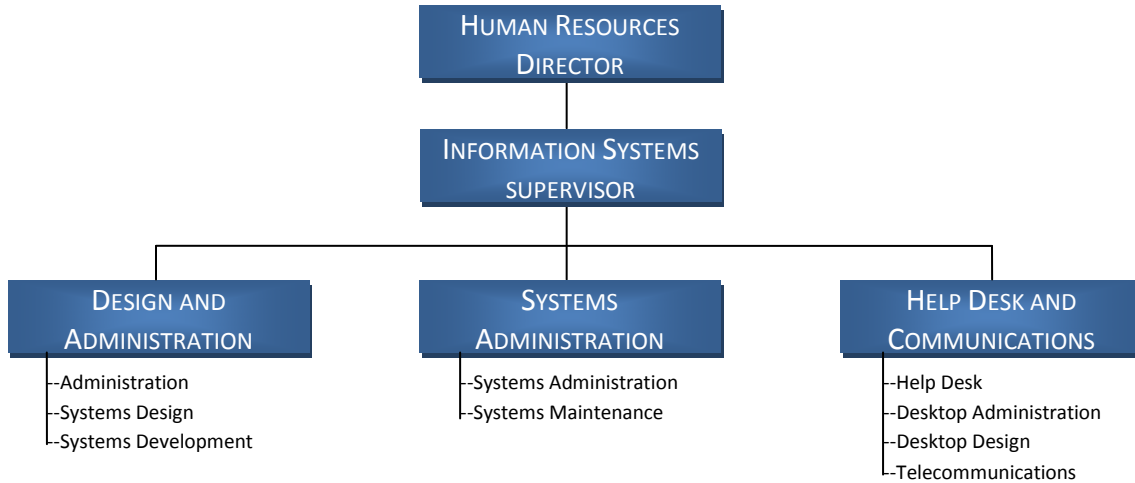 HUMAN RESOURCES
DIRECTOR
INFORMATION SYSTEMS
SUPERVISOR
DESIGN AND
ADMINISTRATION
SYSTEMS
ADMINISTRATION
HELP DESK AND
COMMUNICATIONS
--Administration
--Systems Design
--Systems Development
--Systems Administration
--Systems Maintenance
--Help Desk
--Desktop Administration
--Desktop Design
--Telecommunications